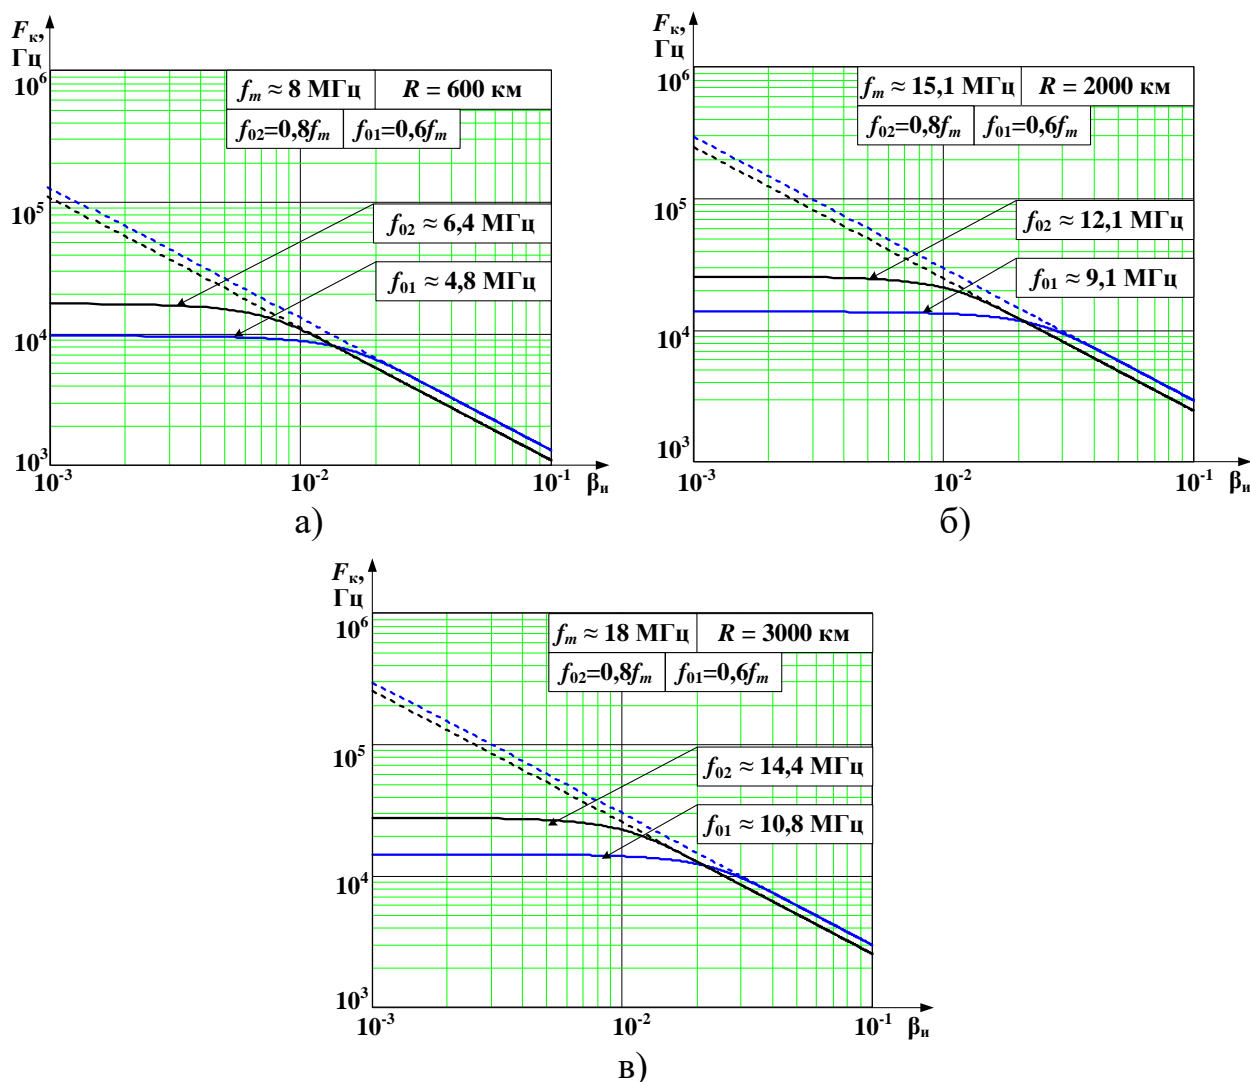 Fк,
Гц
10⁶
fm ≈ 8 МГц
R = 600 км
f02=0,8fm
f01=0,6fm
10⁵
f02 ≈ 6,4 МГц
f01 ≈ 4,8 МГц
10⁴
10³
10⁻³
10⁻²
10⁻¹
βи
а)
Fк,
Гц
10⁶
fm ≈ 15,1 МГц
R = 2000 км
f02=0,8fm
f01=0,6fm
10⁵
f02 ≈ 12,1 МГц
f01 ≈ 9,1 МГц
10⁴
10³
10⁻³
10⁻²
10⁻¹
βи
б)
Fк,
Гц
10⁶
fm ≈ 18 МГц
R = 3000 км
f02=0,8fm
f01=0,6fm
10⁵
f02 ≈ 14,4 МГц
f01 ≈ 10,8 МГц
10⁴
10³
10⁻³
10⁻²
10⁻¹
βи
в)